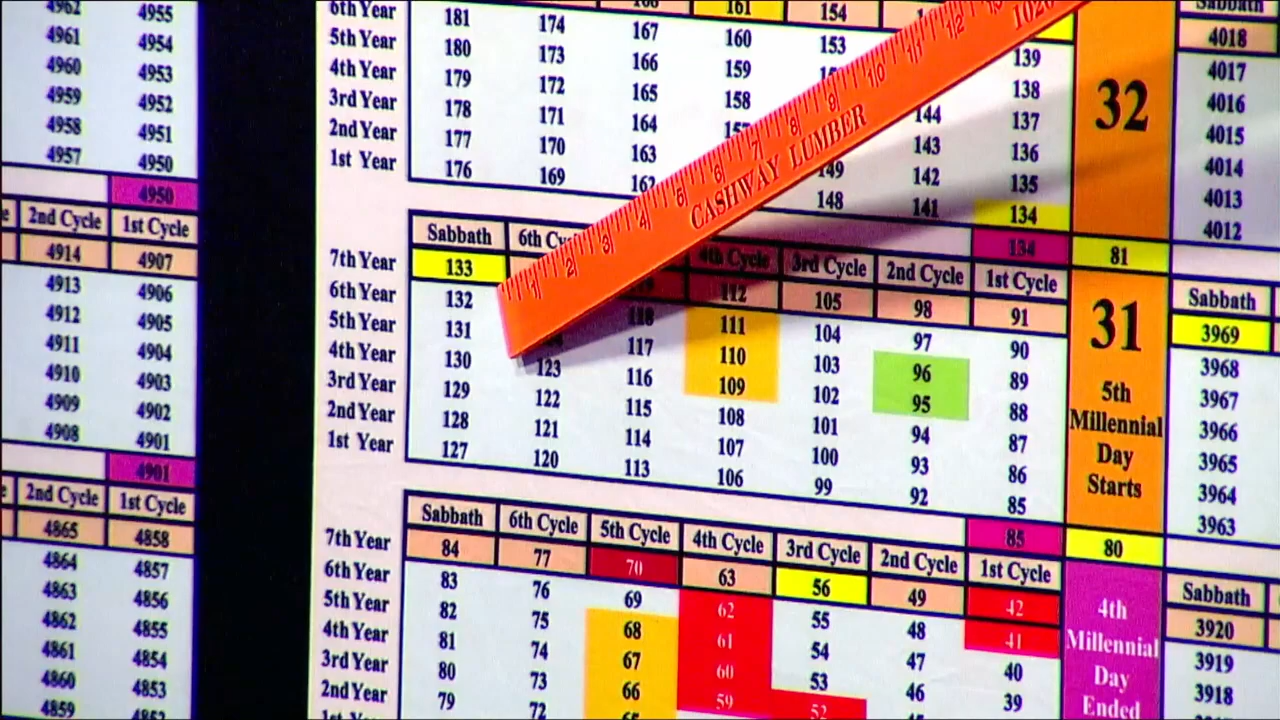 4962 4955
4961 4954
4960 4953
4959 4952
4958 4951
4957 4950
4950
2nd Cycle 1st Cycle
4914 4907
4913 4906
4912 4905
4911 4904
4910 4903
4909 4902
4908 4901
4901
2nd Cycle 1st Cycle
4865 4858
4864 4857
4863 4856
4862 4855
4861 4854
4860 4853
4859
6th Year 181 174 167 161 154
5th Year 180 173 166 160 153 139
4th Year 179 172 165 159 138
3rd Year 178 171 164 158 144 137
2nd Year 177 170 163 143 136
1st Year 176 169 162 149 142 135
148 141 134
134 81
32
CASHWAY LUMBER
Sabbath 4th Cycle 3rd Cycle 2nd Cycle 1st Cycle
7th Year 133 112 105 98 91
6th Year 132 118 111 104 97 90
5th Year 131 117 110 103 96 89
4th Year 130 123 116 109 102 95 88
3rd Year 129 122 115 108 101 94 87
2nd Year 128 121 114 107 100 93 86
1st Year 127 120 113 106 99 92 85
85 80
31
5th
Millennial
Day
Starts
Sabbath 6th Cycle 5th Cycle 4th Cycle 3rd Cycle 2nd Cycle 1st Cycle
7th Year 84 77 70 63 56 49 42
6th Year 83 76 69 62 55 48 41
5th Year 82 75 68 61 54 47 40
4th Year 81 74 67 60 53 46 39
3rd Year 80 73 66 59 52
2nd Year 79 72
4th
Millennial
Day
Ended
Sabbath
4018
4017
4016
4015
4014
4013
4012
Sabbath
3969
3968
3967
3966
3965
3964
3963
Sabbath
3920
3919
3918